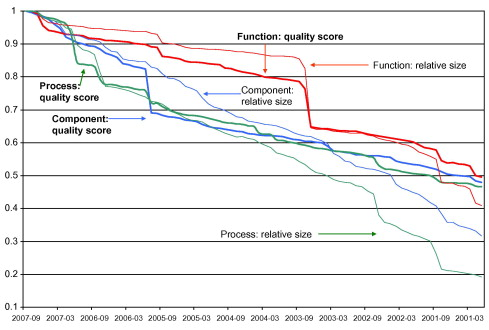 1
0.9
0.8
0.7
0.6
0.5
0.4
0.3
0.2
0.1
Function: quality score
Function: relative size
Process:
quality score
Component:
relative size
Component:
quality score
Process: relative size
2007-09 2007-03 2006-09 2006-03 2005-09 2005-03 2004-09 2004-03 2003-09 2003-03 2002-09 2002-03 2001-09 2001-03